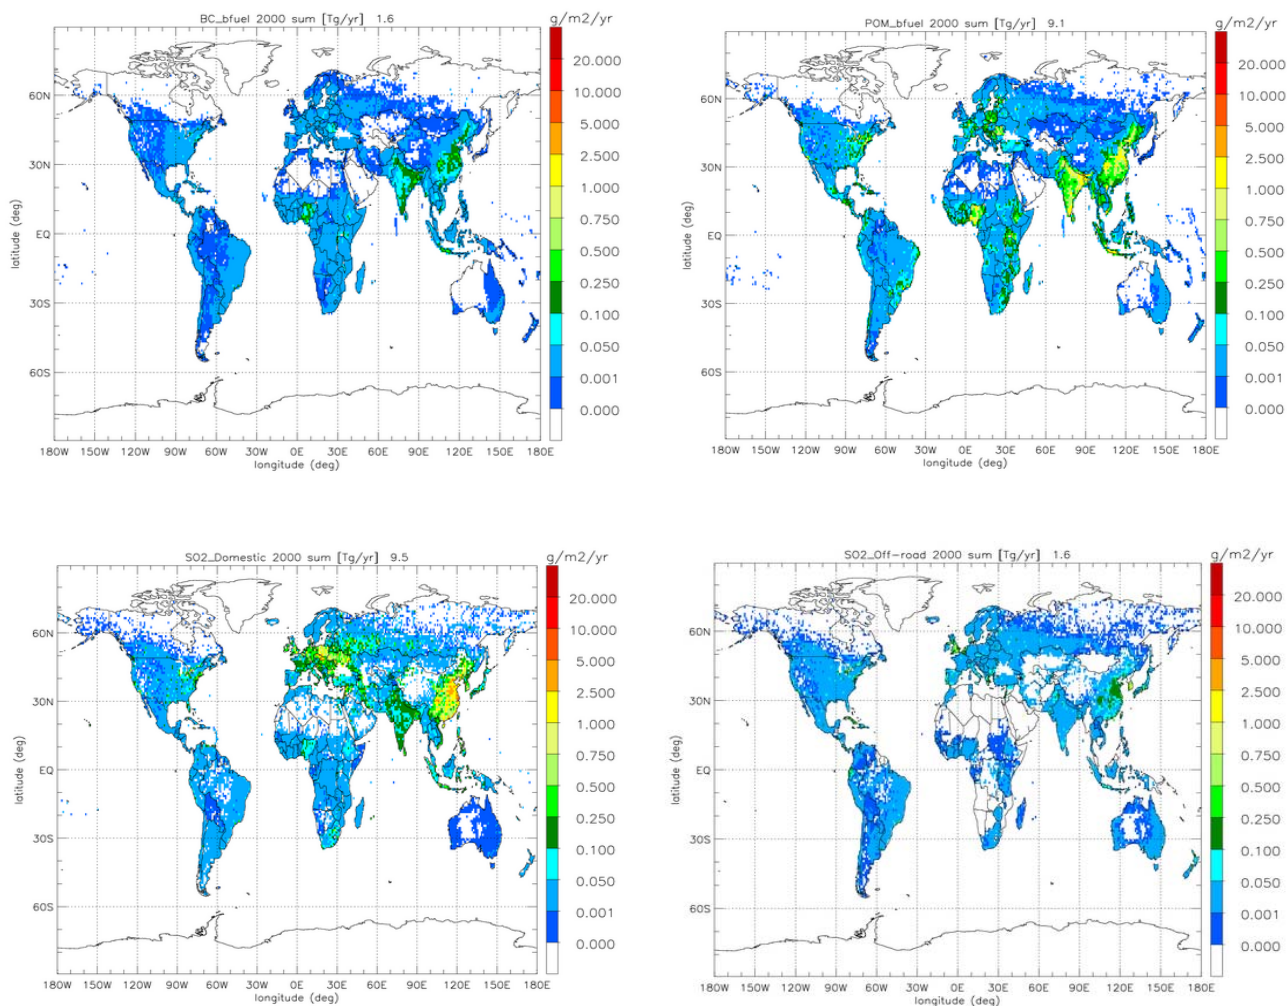 BC_bfuel 2000 sum [Tg/yr] 1.6
g/m2/yr
20.000
10.000
5.000
2.500
1.000
0.750
0.500
0.250
0.100
0.050
0.001
0.000
latitude (deg)
60N
30N
EQ
30S
60S
180W 150W 120W 90W 60W 30W 0E 30E 60E 90E 120E 150E 180E
longitude (deg)
POM_bfuel 2000 sum [Tg/yr] 9.1
g/m2/yr
20.000
10.000
5.000
2.500
1.000
0.750
0.500
0.250
0.100
0.050
0.001
0.000
latitude (deg)
60N
30N
EQ
30S
60S
180W 150W 120W 90W 60W 30W 0E 30E 60E 90E 120E 150E 180E
longitude (deg)
SO2_Domestic 2000 sum [Tg/yr] 9.5
g/m2/yr
20.000
10.000
5.000
2.500
1.000
0.750
0.500
0.250
0.100
0.050
0.001
0.000
latitude (deg)
60N
30N
EQ
30S
60S
180W 150W 120W 90W 60W 30W 0E 30E 60E 90E 120E 150E 180E
longitude (deg)
SO2_Off-road 2000 sum [Tg/yr] 1.6
g/m2/yr
20.000
10.000
5.000
2.500
1.000
0.750
0.500
0.250
0.100
0.050
0.001
0.000
latitude (deg)
60N
30N
EQ
30S
60S
180W 150W 120W 90W 60W 30W 0E 30E 60E 90E 120E 150E 180E
longitude (deg)